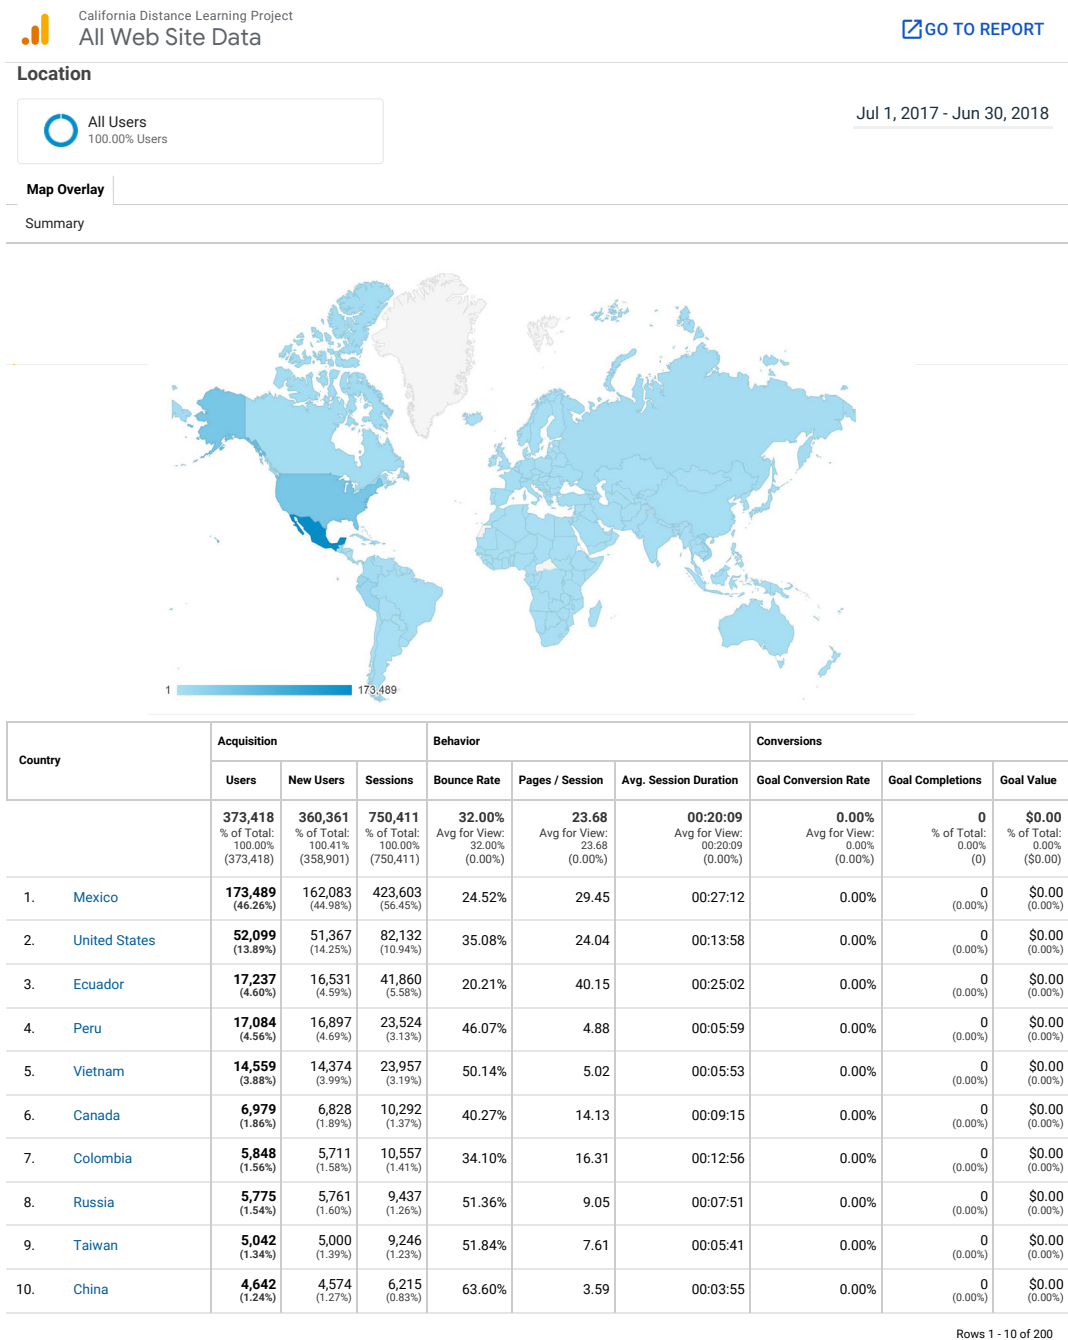 California Distance Learning Project
All Web Site Data
GO TO REPORT
Location
All Users
100.00% Users
Jul 1, 2017 - Jun 30, 2018
Map Overlay
Summary
1 173,489
Country Acquisition Behavior Conversions
Users New Users Sessions Bounce Rate Pages / Session Avg. Session Duration Goal Conversion Rate Goal Completions Goal Value
373,418 360,361 750,411 32.00% 23.68 00:20:09 0.00% 0 $0.00
% of Total: % of Total: % of Total: Avg for View: Avg for View: Avg for View: Avg for View: % of Total: % of Total:
100.00% 100.41% 100.00% 32.00% 23.68 00:20:09 0.00% 0.00% 0.00%
(373,418) (358,901) (750,411) (0.00%) (0.00%) (0.00%) (0.00%) (0) ($0.00)
1. Mexico 173,489 162,083 423,603 24.52% 29.45 00:27:12 0.00% 0 $0.00
(46.26%) (44.98%) (56.45%) (0.00%) (0.00%)
2. United States 52,099 51,367 82,132 35.08% 24.04 00:13:58 0.00% 0 $0.00
(13.89%) (14.25%) (10.94%) (0.00%) (0.00%)
3. Ecuador 17,237 16,531 41,860 20.21% 40.15 00:25:02 0.00% 0 $0.00
(4.60%) (4.59%) (5.58%) (0.00%) (0.00%)
4. Peru 17,084 16,897 23,524 46.07% 4.88 00:05:59 0.00% 0 $0.00
(4.56%) (4.69%) (3.13%) (0.00%) (0.00%)
5. Vietnam 14,559 14,374 23,957 50.14% 5.02 00:05:53 0.00% 0 $0.00
(3.88%) (3.99%) (3.19%) (0.00%) (0.00%)
6. Canada 6,979 6,828 10,292 40.27% 14.13 00:09:15 0.00% 0 $0.00
(1.86%) (1.89%) (1.37%) (0.00%) (0.00%)
7. Colombia 5,848 5,711 10,557 34.10% 16.31 00:12:56 0.00% 0 $0.00
(1.56%) (1.58%) (1.41%) (0.00%) (0.00%)
8. Russia 5,775 5,761 9,437 51.36% 9.05 00:07:51 0.00% 0 $0.00
(1.54%) (1.60%) (1.26%) (0.00%) (0.00%)
9. Taiwan 5,042 5,000 9,246 51.84% 7.61 00:05:41 0.00% 0 $0.00
(1.34%) (1.39%) (1.23%) (0.00%) (0.00%)
10. China 4,642 4,574 6,215 63.60% 3.59 00:03:55 0.00% 0 $0.00
(1.24%) (1.27%) (0.83%) (0.00%) (0.00%)
Rows 1 - 10 of 200